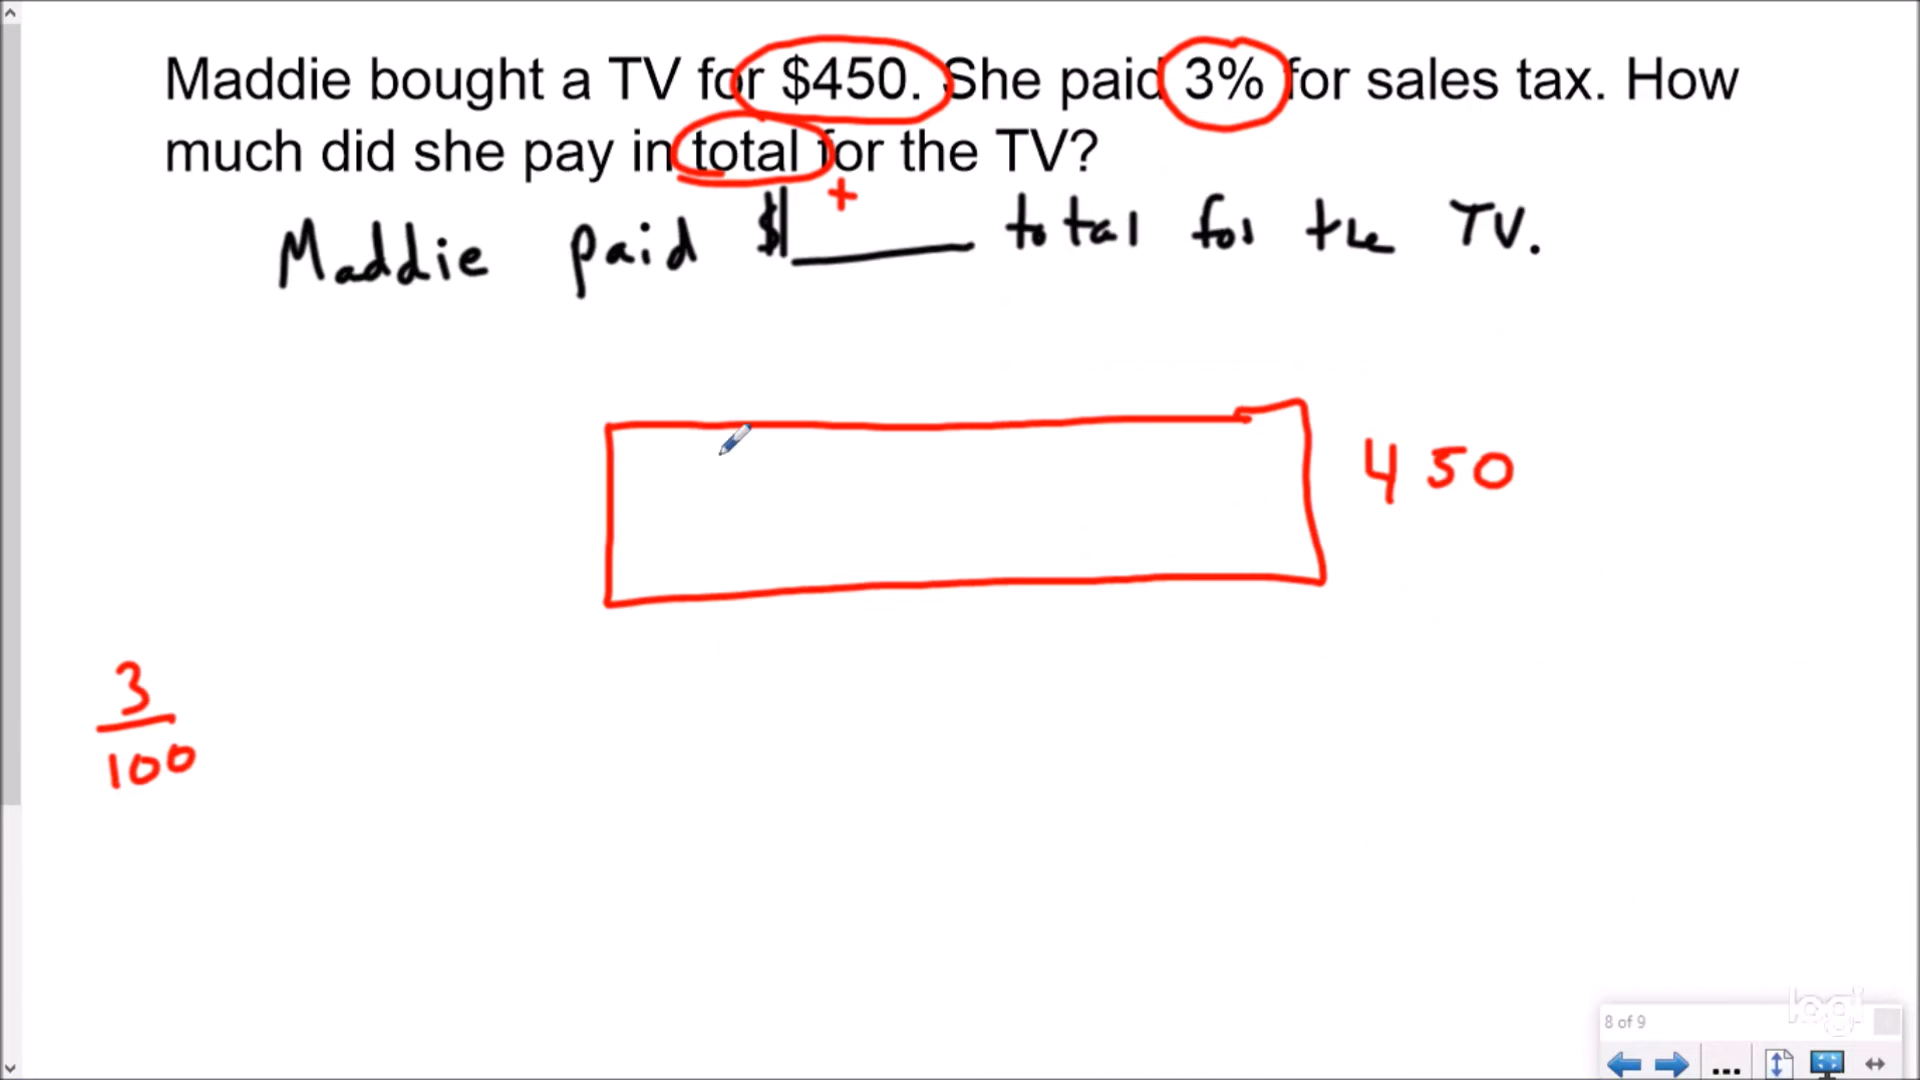 Maddie bought a TV for $450. She paid 3% for sales tax. How
much did she pay in total for the TV?
+
Maddie paid $____ total for the TV.
450
3
100
logi
8 of 9
...